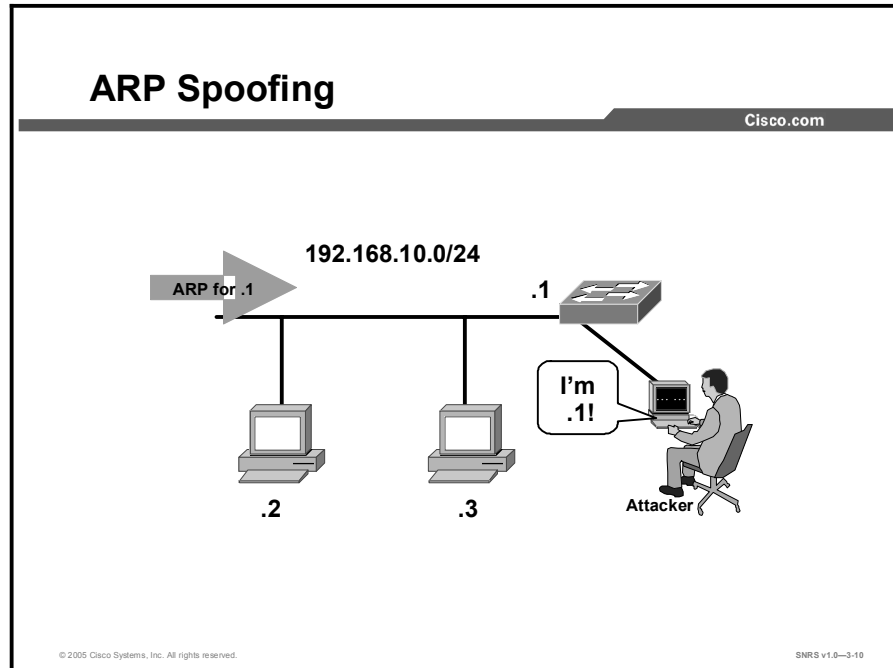 ARP Spoofing
Cisco.com
192.168.10.0/24
ARP for .1
.1
I’m
.1!
.2
.3
Attacker
© 2005 Cisco Systems, Inc. All rights reserved.
SNRS v1.0—3-10